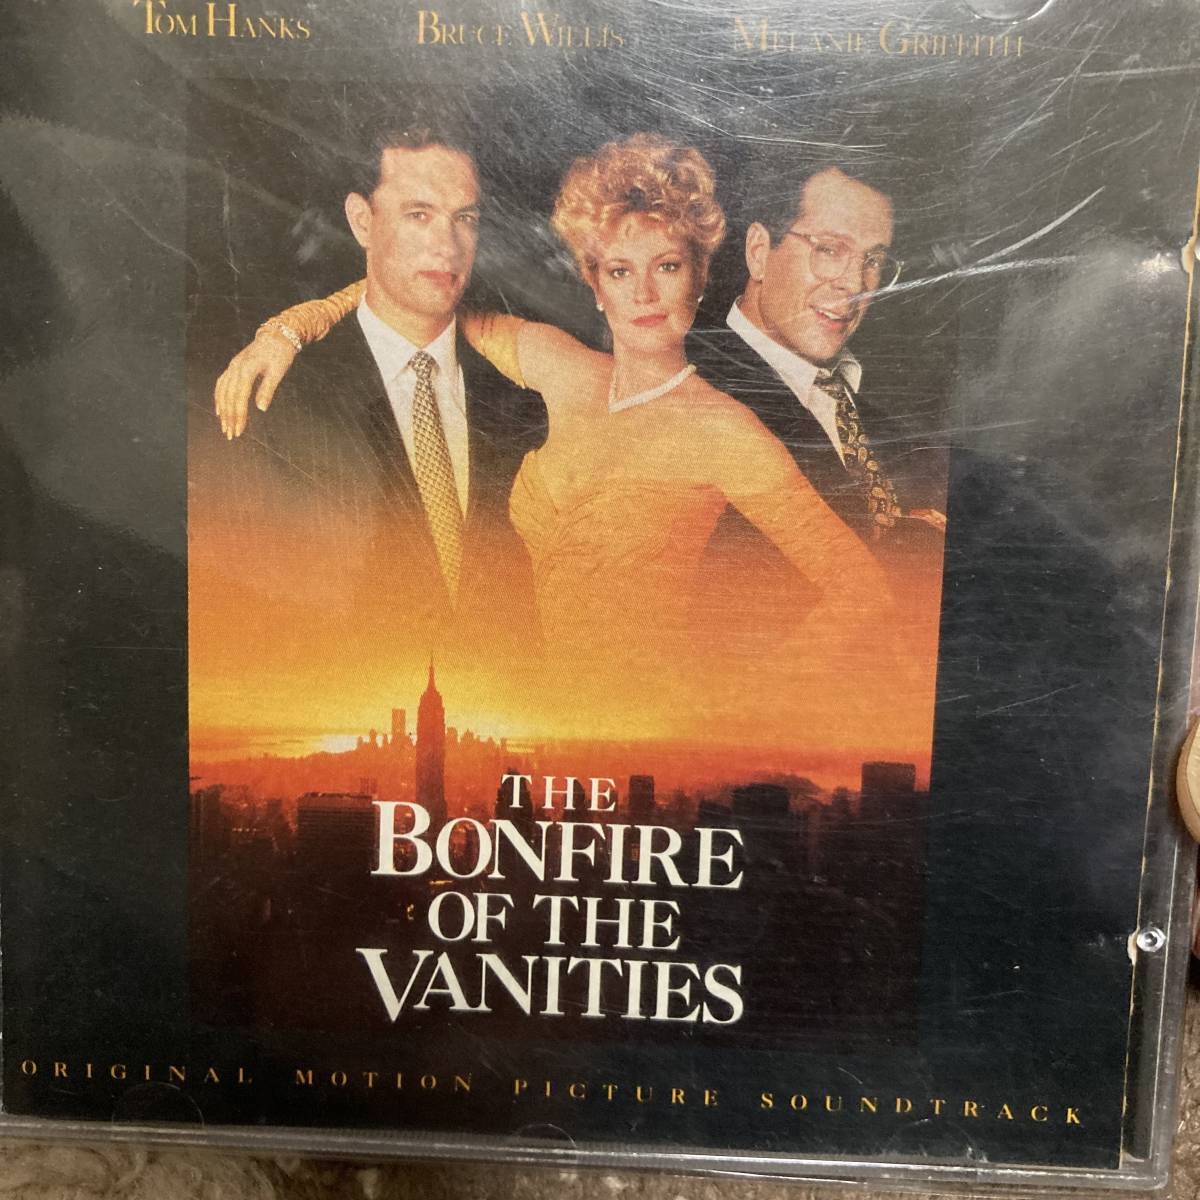 TOM HANKS BRUCE WILLIS MELANIE GRIFFITH
THE
BONFIRE
OF THE
VANITIES
ORIGINAL MOTION PICTURE SOUNDTRACK